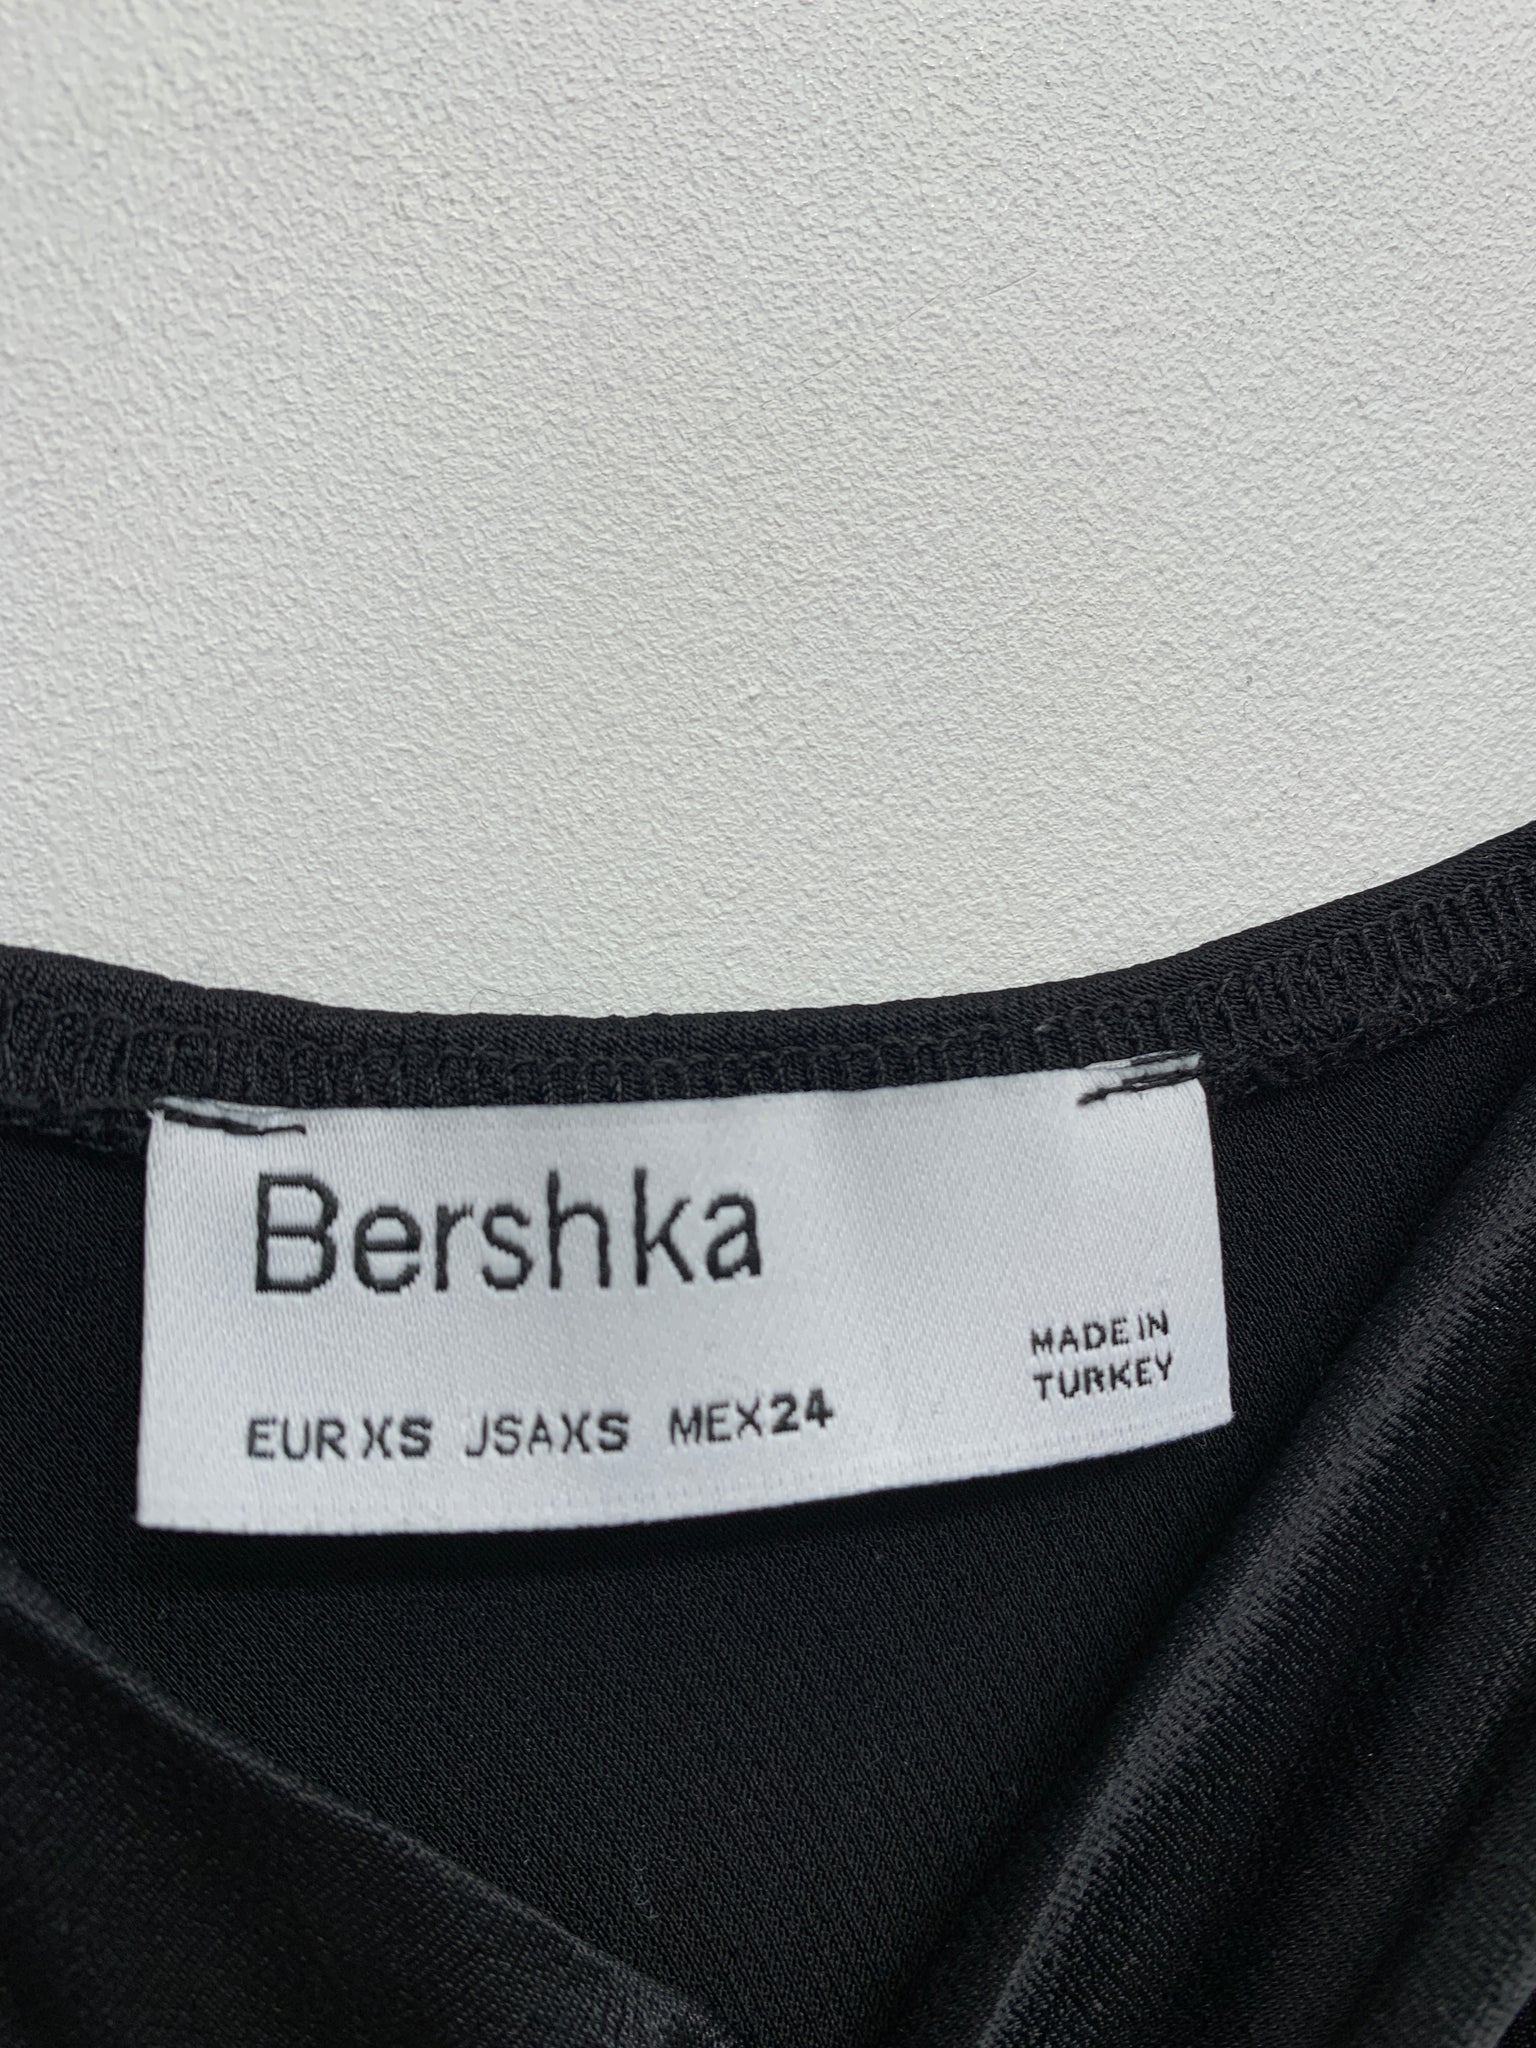 Bershka
MADE IN
TURKEY
EUR XS JSAXS MEX24